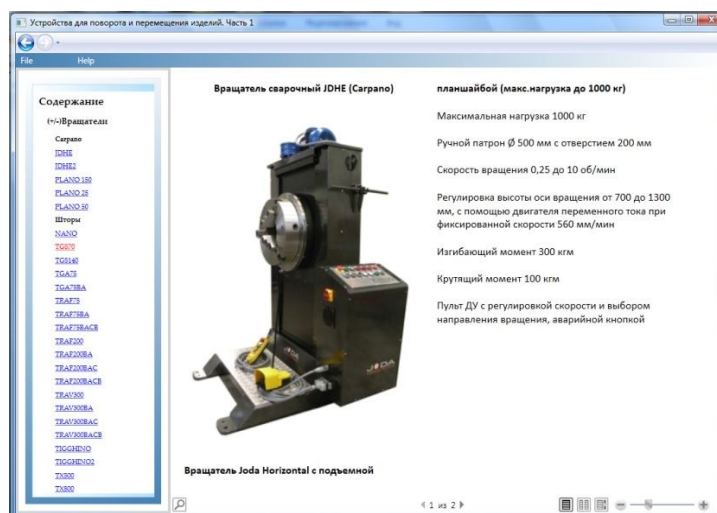 Устройства для поворота и перемещения изделий. Часть 1
File Help
Содержание
(+/-)Вращатели
Carpano
JDHE
JDHE2
PLANO 150
PLANO 25
PLANO 50
Шторм
NANO
TGS70
TGS140
TGA75
TGA75BA
TRAF75
TRAF75BA
TRAF75BACB
TRAF200
TRAF200BA
TRAF200BAC
TRAF200BACB
TRAV300
TRAV300BA
TRAV300BAC
TRAV300BACB
TIGGHINO
TIGGHINO2
TX500
TX800
Вращатель сварочный JDHE (Carpano)
JODA
Вращатель Joda Horizontal с подъемной
планшайбой (макс.нагрузка до 1000 кг)
Максимальная нагрузка 1000 кг
Ручной патрон Ø 500 мм с отверстием 200 мм
Скорость вращения 0,25 до 10 об/мин
Регулировка высоты оси вращения от 700 до 1300
мм, с помощью двигателя переменного тока при
фиксированной скорости 560 мм/мин
Изгибающий момент 300 кгм
Крутящий момент 100 кгм
Пульт ДУ с регулировкой скорости и выбором
направления вращения, аварийной кнопкой
1 из 2